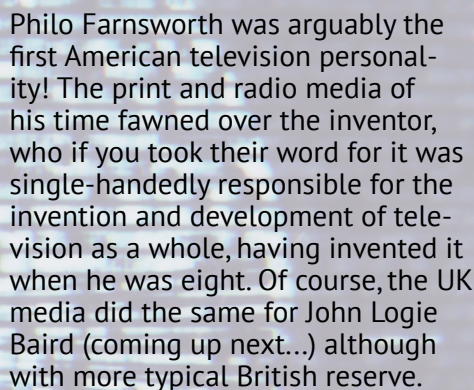 Philo Farnsworth was arguably the
first American television personal-
ity! The print and radio media of
his time fawned over the inventor,
who if you took their word for it was
single-handedly responsible for the
invention and development of tele-
vision as a whole, having invented it
when he was eight. Of course, the UK
media did the same for John Logie
Baird (coming up next...) although
with more typical British reserve.